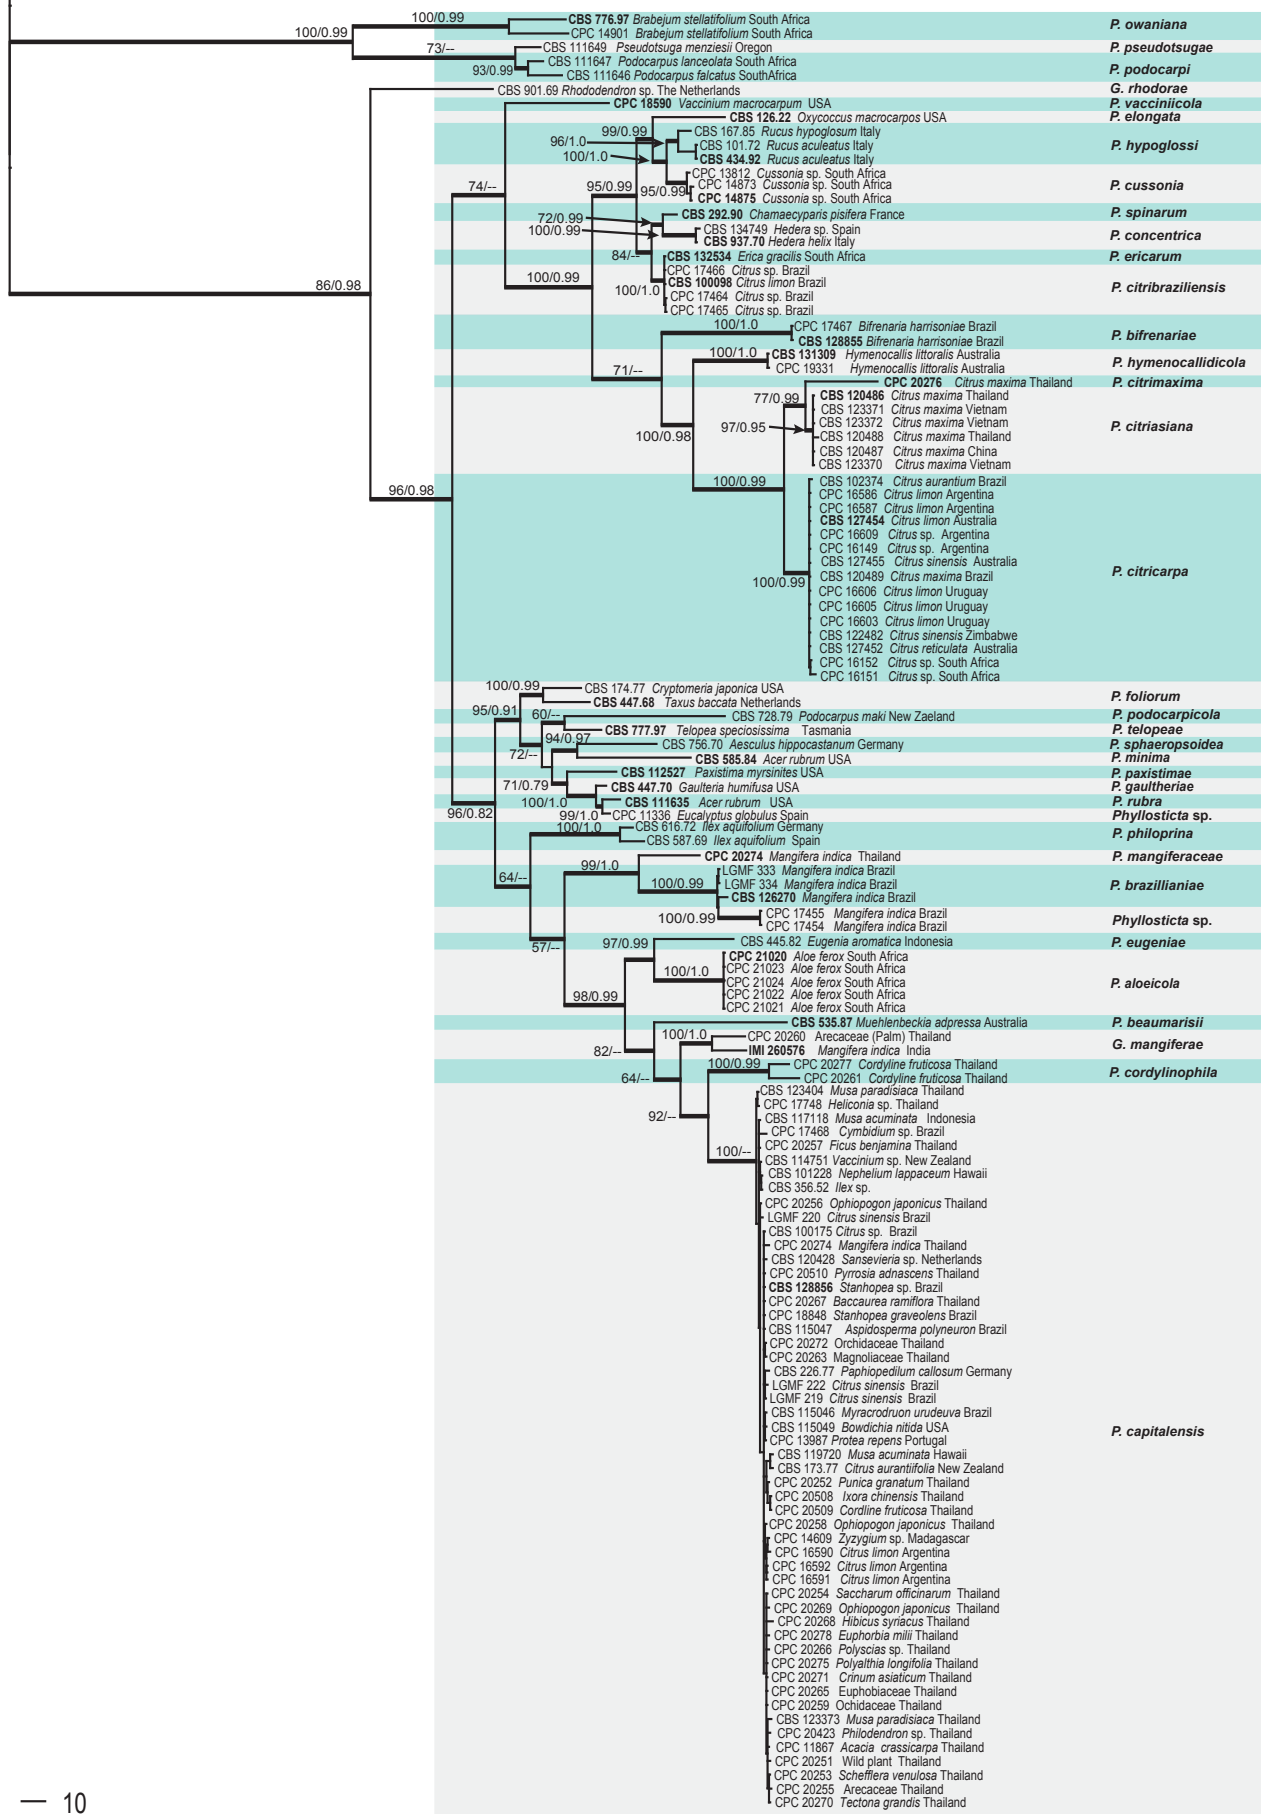 100/0.99
CBS 776.97 Brabejum stellatifolium South Africa
P. owaniana
100/0.99
CPC 14901 Brabejum stellatifolium South Africa
73/--
CBS 111649 Pseudotsuga menziesii Oregon
P. pseudotsugae
CBS 111647 Podocarpus lanceolata South Africa
93/0.99
P. podocarpi
CBS 111646 Podocarpus falcatus SouthAfrica
CBS 901.69 Rhododendron sp. The Netherlands
G. rhodorae
CPC 18590 Vaccinium macrocarpum USA
P. vacciniicola
CBS 126.22 Oxycoccus macrocarpos USA
P. elongata
99/0.99
CBS 167.85 Rucus hypoglosum Italy
96/1.0
CBS 101.72 Rucus aculeatus Italy
P. hypoglossi
100/1.0
CBS 434.92 Rucus aculeatus Italy
CPC 13812 Cussonia sp. South Africa
74/--
95/0.99
95/0.99
CPC 14873 Cussonia sp. South Africa
P. cussonia
CPC 14875 Cussonia sp. South Africa
72/0.99
CBS 292.90 Chamaecyparis pisifera France
P. spinarum
100/0.99
CBS 134749 Hedera sp. Spain
P. concentrica
CBS 937.70 Hedera helix Italy
84/--
CBS 132534 Erica gracilis South Africa
P. ericarum
CPC 17466 Citrus sp. Brazil
100/0.99
86/0.98
100/1.0
CBS 100098 Citrus limon Brazil
P. citribraziliensis
CPC 17464 Citrus sp. Brazil
CPC 17465 Citrus sp. Brazil
100/1.0
CPC 17467 Bifrenaria harrisoniae Brazil
P. bifrenariae
CBS 128855 Bifrenaria harrisoniae Brazil
100/1.0
CBS 131309 Hymenocallis littoralis Australia
P. hymenocallidicola
71/--
CPC 19331 Hymenocallis littoralis Australia
CPC 20276 Citrus maxima Thailand
P. citrimaxima
77/0.99
CBS 120486 Citrus maxima Thailand
CBS 123371 Citrus maxima Vietnam
97/0.95
CBS 123372 Citrus maxima Vietnam
P. citriasiana
100/0.98
CBS 120488 Citrus maxima Thailand
CBS 120487 Citrus maxima China
CBS 123370 Citrus maxima Vietnam
100/0.99
CBS 102374 Citrus aurantium Brazil
96/0.98
CPC 16586 Citrus limon Argentina
CPC 16587 Citrus limon Argentina
CBS 127454 Citrus limon Australia
CPC 16609 Citrus sp. Argentina
CPC 16149 Citrus sp. Argentina
CBS 127455 Citrus sinensis Australia
P. citricarpa
100/0.99
CBS 120489 Citrus maxima Brazil
CPC 16606 Citrus limon Uruguay
CPC 16605 Citrus limon Uruguay
CPC 16603 Citrus limon Uruguay
CBS 122482 Citrus sinensis Zimbabwe
CBS 127452 Citrus reticulata Australia
CPC 16152 Citrus sp. South Africa
CPC 16151 Citrus sp. South Africa
100/0.99
CBS 174.77 Cryptomeria japonica USA
P. foliorum
CBS 447.68 Taxus baccata Netherlands
95/0.91
60/--
CBS 728.79 Podocarpus maki New Zaeland
P. podocarpicola
CBS 777.97 Telopea speciosissima Tasmania
P. telopeae
94/0.97
CBS 756.70 Aesculus hippocastanum Germany
P. sphaeropsoidea
72/--
CBS 585.84 Acer rubrum USA
P. minima
CBS 112527 Paxistima myrsinites USA
P. paxistimae
71/0.79
CBS 447.70 Gaulteria humifusa USA
P. gaultheriae
100/1.0
CBS 111635 Acer rubrum USA
P. rubra
96/0.82
99/1.0
CPC 11336 Eucalyptus globulus Spain
Phyllosticta sp.
100/1.0
CBS 616.72 Ilex aquifolium Germany
P. philoprina
CBS 587.69 Ilex aquifolium Spain
CPC 20274 Mangifera indica Thailand
P. mangiferaceae
99/1.0
LGMF 333 Mangifera indica Brazil
64/--
100/0.99
LGMF 334 Mangifera indica Brazil
P. brazillianiae
CBS 126270 Mangifera indica Brazil
100/0.99
CPC 17455 Mangifera indica Brazil
Phyllosticta sp.
CPC 17454 Mangifera indica Brazil
57/--
97/0.99
CBS 445.82 Eugenia aromatica Indonesia
P. eugeniae
CPC 21020 Aloe ferox South Africa
100/1.0
CPC 21023 Aloe ferox South Africa
CPC 21024 Aloe ferox South Africa
P. aloeicola
98/0.99
CPC 21022 Aloe ferox South Africa
CPC 21021 Aloe ferox South Africa
CBS 535.87 Muehlenbeckia adpressa Australia
P. beaumarisii
100/1.0
CPC 20260 Arecaceae (Palm) Thailand
G. mangiferae
82/--
IMI 260576 Mangifera indica India
100/0.99
CPC 20277 Cordyline fruticosa Thailand
P. cordylinophila
64/--
CPC 20261 Cordyline fruticosa Thailand
CBS 123404 Musa paradisiaca Thailand
CPC 17748 Heliconia sp. Thailand
92/--
CBS 117118 Musa acuminata Indonesia
CPC 17468 Cymbidium sp. Brazil
CPC 20257 Ficus benjamina Thailand
100/--
CBS 114751 Vaccinium sp. New Zealand
CBS 101228 Nephelium lappaceum Hawaii
CBS 356.52 Ilex sp.
CPC 20256 Ophiopogon japonicus Thailand
LGMF 220 Citrus sinensis Brazil
CBS 100175 Citrus sp. Brazil
CPC 20274 Mangifera indica Thailand
CBS 120428 Sansevieria sp. Netherlands
CPC 20510 Pyrrosia adnascens Thailand
CBS 128856 Stanhopea sp. Brazil
CPC 20267 Baccaurea ramiflora Thailand
CPC 18848 Stanhopea graveolens Brazil
CBS 115047 Aspidosperma polyneuron Brazil
CPC 20272 Orchidaceae Thailand
CPC 20263 Magnoliaceae Thailand
CBS 226.77 Paphiopedilum callosum Germany
LGMF 222 Citrus sinensis Brazil
LGMF 219 Citrus sinensis Brazil
CBS 115046 Myracrodruon urudeuva Brazil
CBS 115049 Bowdichia nitida USA
P. capitalensis
CPC 13987 Protea repens Portugal
CBS 119720 Musa acuminata Hawaii
CBS 173.77 Citrus aurantiifolia New Zealand
CPC 20252 Punica granatum Thailand
CPC 20508 Ixora chinensis Thailand
CPC 20509 Cordline fruticosa Thailand
CPC 20258 Ophiopogon japonicus Thailand
CPC 14609 Zyzygium sp. Madagascar
CPC 16590 Citrus limon Argentina
CPC 16592 Citrus limon Argentina
CPC 16591 Citrus limon Argentina
CPC 20254 Saccharum officinarum Thailand
CPC 20269 Ophiopogon japonicus Thailand
CPC 20268 Hibicus syriacus Thailand
CPC 20278 Euphorbia milii Thailand
CPC 20266 Polyscias sp. Thailand
CPC 20275 Polyalthia longifolia Thailand
CPC 20271 Crinum asiaticum Thailand
CPC 20265 Euphobiaceae Thailand
CPC 20259 Ochidaceae Thailand
CBS 123373 Musa paradisiaca Thailand
CPC 20423 Philodendron sp. Thailand
CPC 11867 Acacia crassicarpa Thailand
CPC 20251 Wild plant Thailand
CPC 20253 Schefflera venulosa Thailand
CPC 20255 Arecaceae Thailand
CPC 20270 Tectona grandis Thailand
10